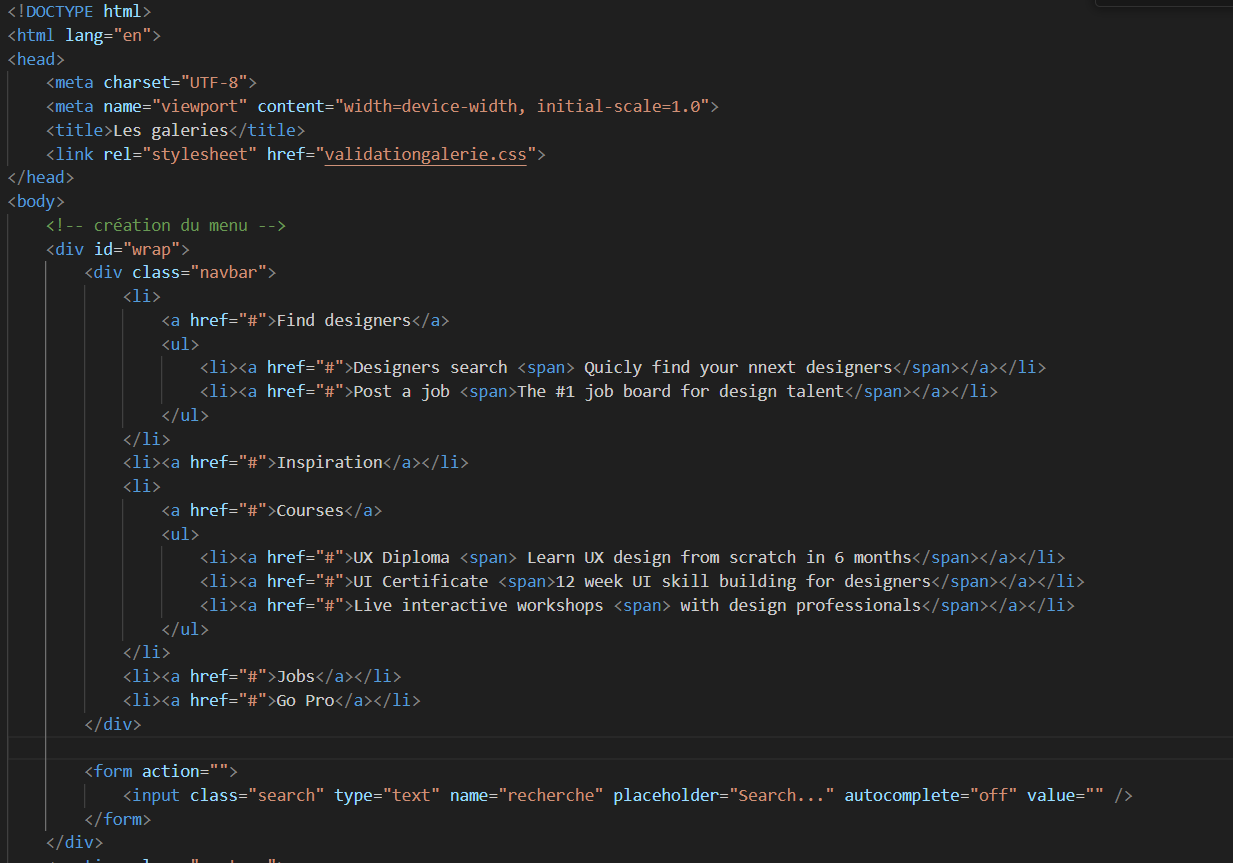 <!DOCTYPE html>
<html lang="en">
<head>
    <meta charset="UTF-8">
    <meta name="viewport" content="width=device-width, initial-scale=1.0">
    <title>Les galeries</title>
    <link rel="stylesheet" href="validationgalerie.css">
</head>
<body>
    <!-- création du menu -->
    <div id="wrap">
        <div class="navbar">
            <li>
                <a href="#">Find designers</a>
                <ul>
                    <li><a href="#">Designers search <span> Quicly find your nnext designers</span></a></li>
                    <li><a href="#">Post a job <span>The #1 job board for design talent</span></a></li>
                </ul>
            </li>
            <li><a href="#">Inspiration</a></li>
            <li>
                <a href="#">Courses</a>
                <ul>
                    <li><a href="#">UX Diploma <span> Learn UX design from scratch in 6 months</span></a></li>
                    <li><a href="#">UI Certificate <span>12 week UI skill building for designers</span></a></li>
                    <li><a href="#">Live interactive workshops <span> with design professionals</span></a></li>
                </ul>
            </li>
            <li><a href="#">Jobs</a></li>
            <li><a href="#">Go Pro</a></li>
        </div>

        <form action="">
            <input class="search" type="text" name="recherche" placeholder="Search..." autocomplete="off" value="" />
        </form>
    </div>